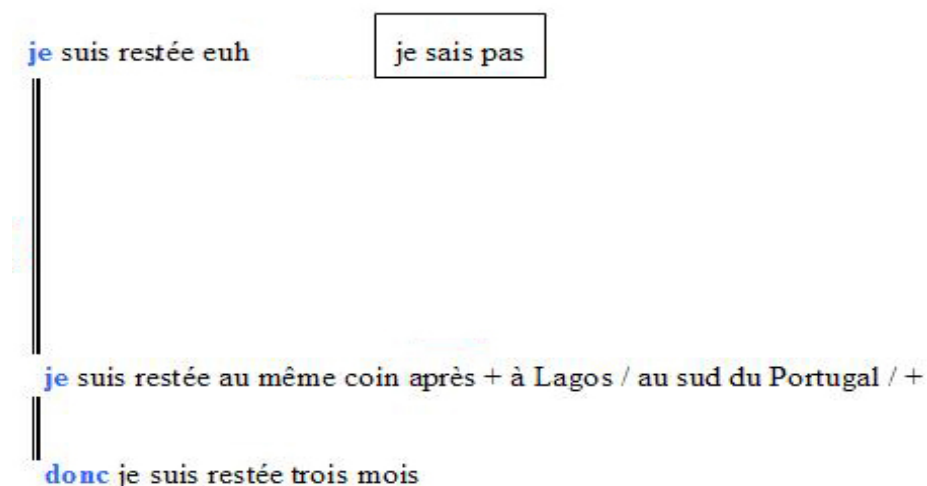 je suis restée euh je sais pas
je suis restée au même coin après + à Lagos / au sud du Portugal / +
donc je suis restée trois mois